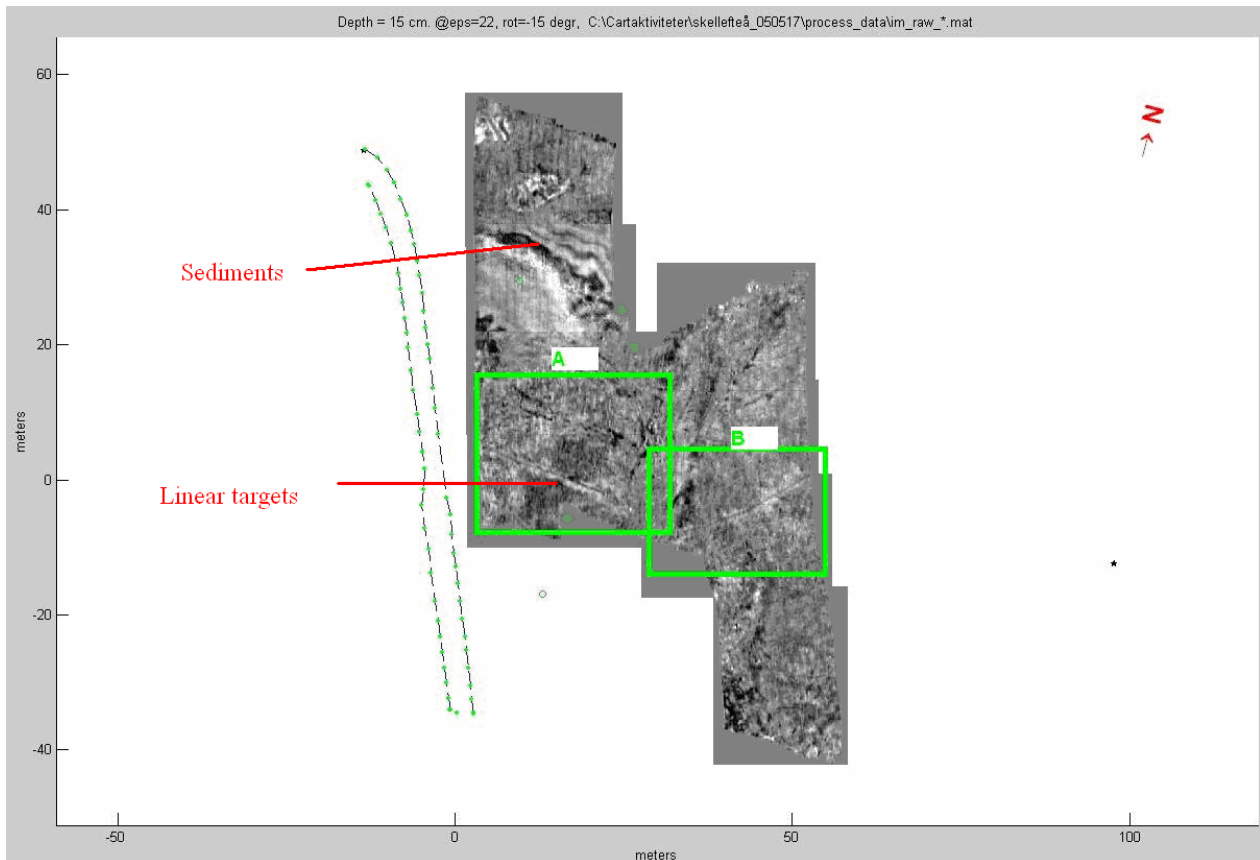 Depth = 15 cm. @eps=22, rot=-15 degr, C:\Cartaktiviteter\skellefteå_050517\process_data\im_raw_*.mat
60
N
40
Sediments
20
A
B
meters
0
Linear targets
-20
-40
-50
0
50
100
meters